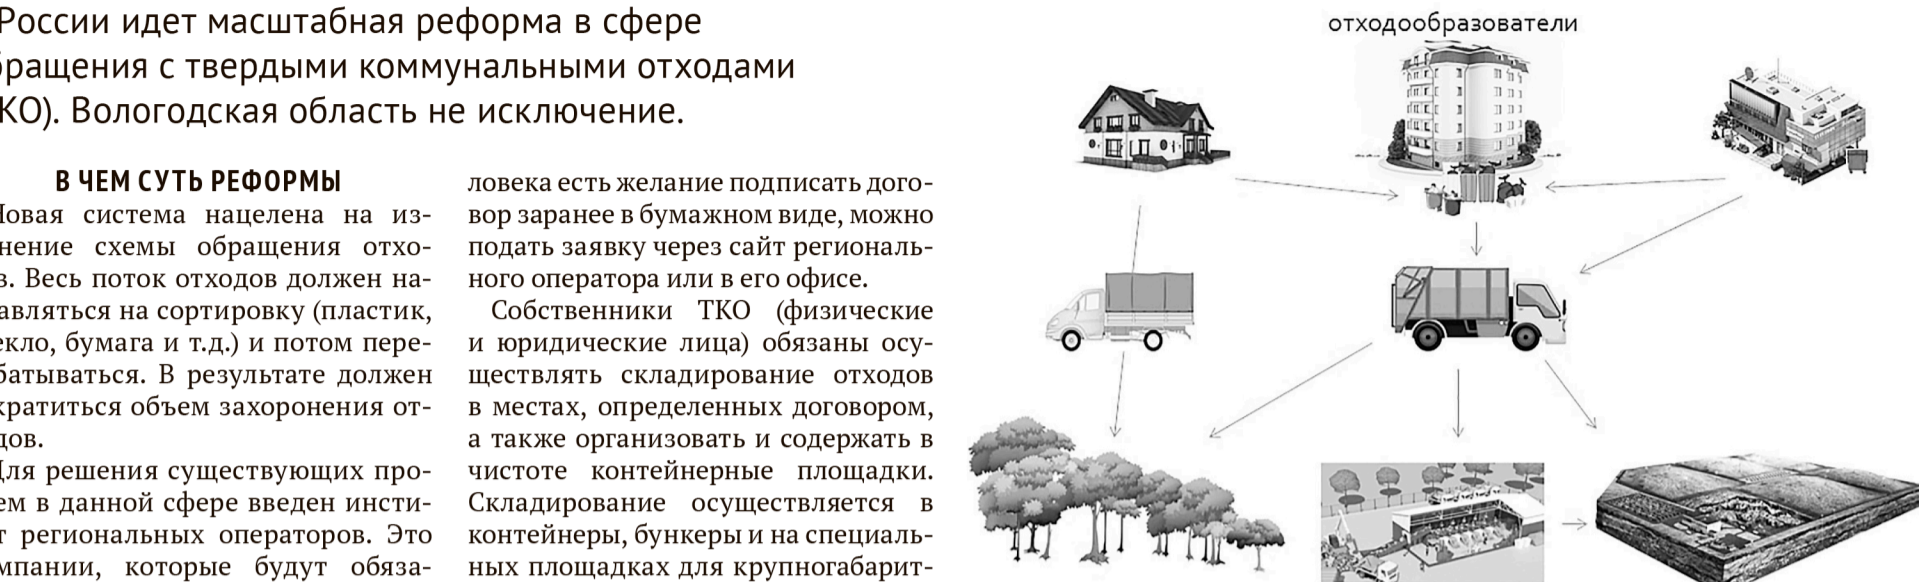 России идет масштабная реформа в сфере
бращения с твердыми коммунальными отходами
КО). Вологодская область не исключение.
В ЧЕМ СУТЬ РЕФОРМЫ
Новая система нацелена на из-
нение схемы обращения отхо-
в. Весь поток отходов должен на-
авляться на сортировку (пластик,
екло, бумага и т.д.) и потом пере-
батываться. В результате должен
кратиться объем захоронения от-
дов.
Для решения существующих про-
ем в данной сфере введен инсти-
т региональных операторов. Это
мпании, которые будут обяза-
ловека есть желание подписать дого-
вор заранее в бумажном виде, можно
подать заявку через сайт региональ-
ного оператора или в его офисе.
Собственники ТКО (физические
и юридические лица) обязаны осу-
ществлять складирование отходов
в местах, определенных договором,
а также организовать и содержать в
чистоте контейнерные площадки.
Складирование осуществляется в
контейнеры, бункеры и на специаль-
ных площадках для крупногабарит-
отходообразователи